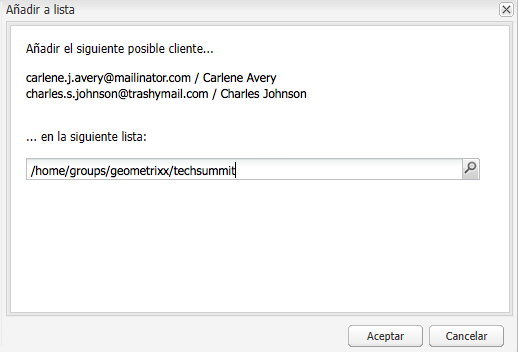 Añadir a lista
Añadir el siguiente posible cliente...
carlene.j.avery@mailinator.com / Carlene Avery
charles.s.johnson@trashymail.com / Charles Johnson
... en la siguiente lista:
/home/groups/geometrixx/techsummit
Aceptar Cancelar